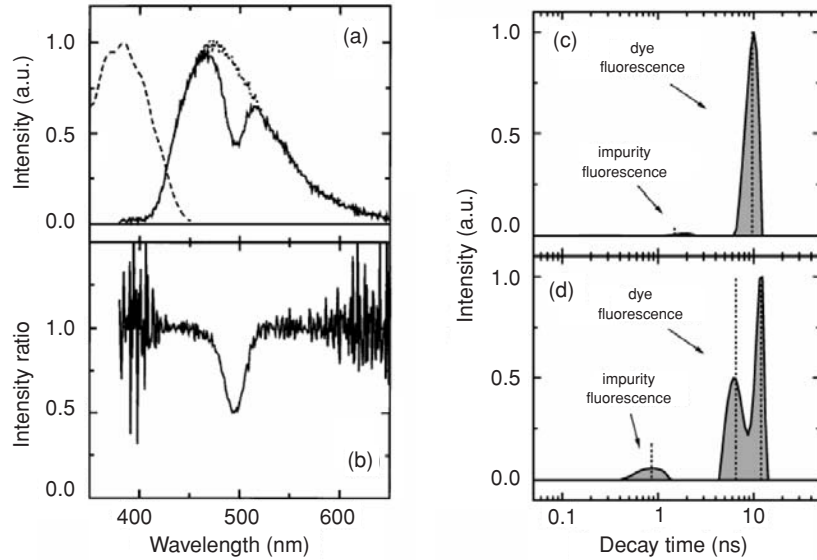 (a)
Intensity (a.u.)
1.0
0.5
0.0
(b)
Intensity ratio
1.0
0.5
0.0
400
500
600
Wavelength (nm)
(c)
dye
fluorescence
impurity
fluorescence
Intensity (a.u.)
1.0
0.5
0.0
(d)
dye
fluorescence
impurity
fluorescence
1.0
0.5
0.0
0.1
1
10
Decay time (ns)